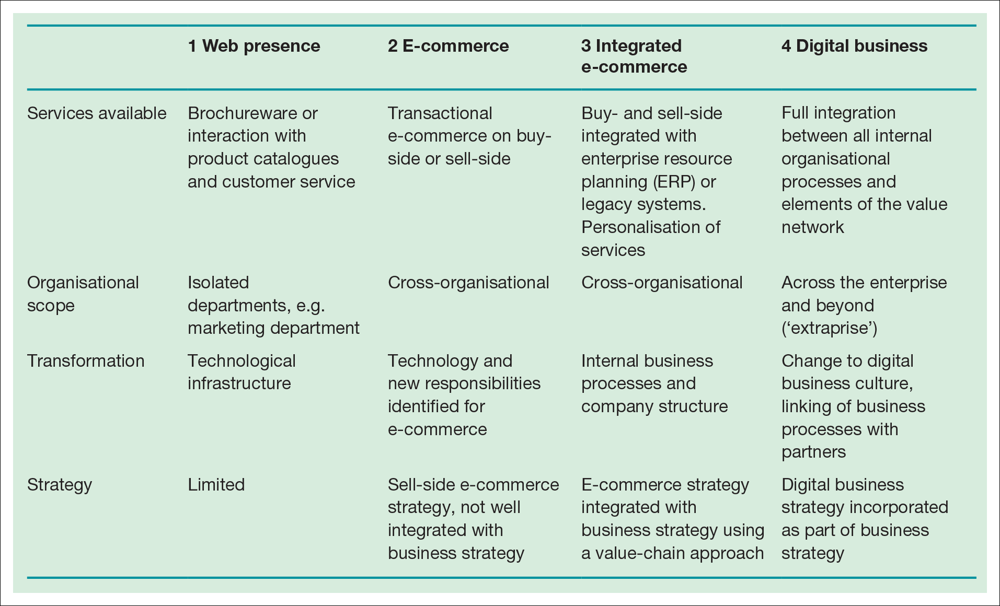 1 Web presence
2 E-commerce
3 Integrated
e-commerce
4 Digital business
Services available
Brochureware or
interaction with
product catalogues
and customer service
Transactional
e-commerce on buy-
side or sell-side
Buy- and sell-side
integrated with
enterprise resource
planning (ERP) or
legacy systems.
Personalisation of
services
Full integration
between all internal
organisational
processes and
elements of the value
network
Organisational
scope
Isolated
departments, e.g.
marketing department
Cross-organisational
Cross-organisational
Across the enterprise
and beyond
(‘extraprise’)
Transformation
Technological
infrastructure
Technology and
new responsibilities
identified for
e-commerce
Internal business
processes and
company structure
Change to digital
business culture,
linking of business
processes with
partners
Strategy
Limited
Sell-side e-commerce
strategy, not well
integrated with
business strategy
E-commerce strategy
integrated with
business strategy using
a value-chain approach
Digital business
strategy incorporated
as part of business
strategy